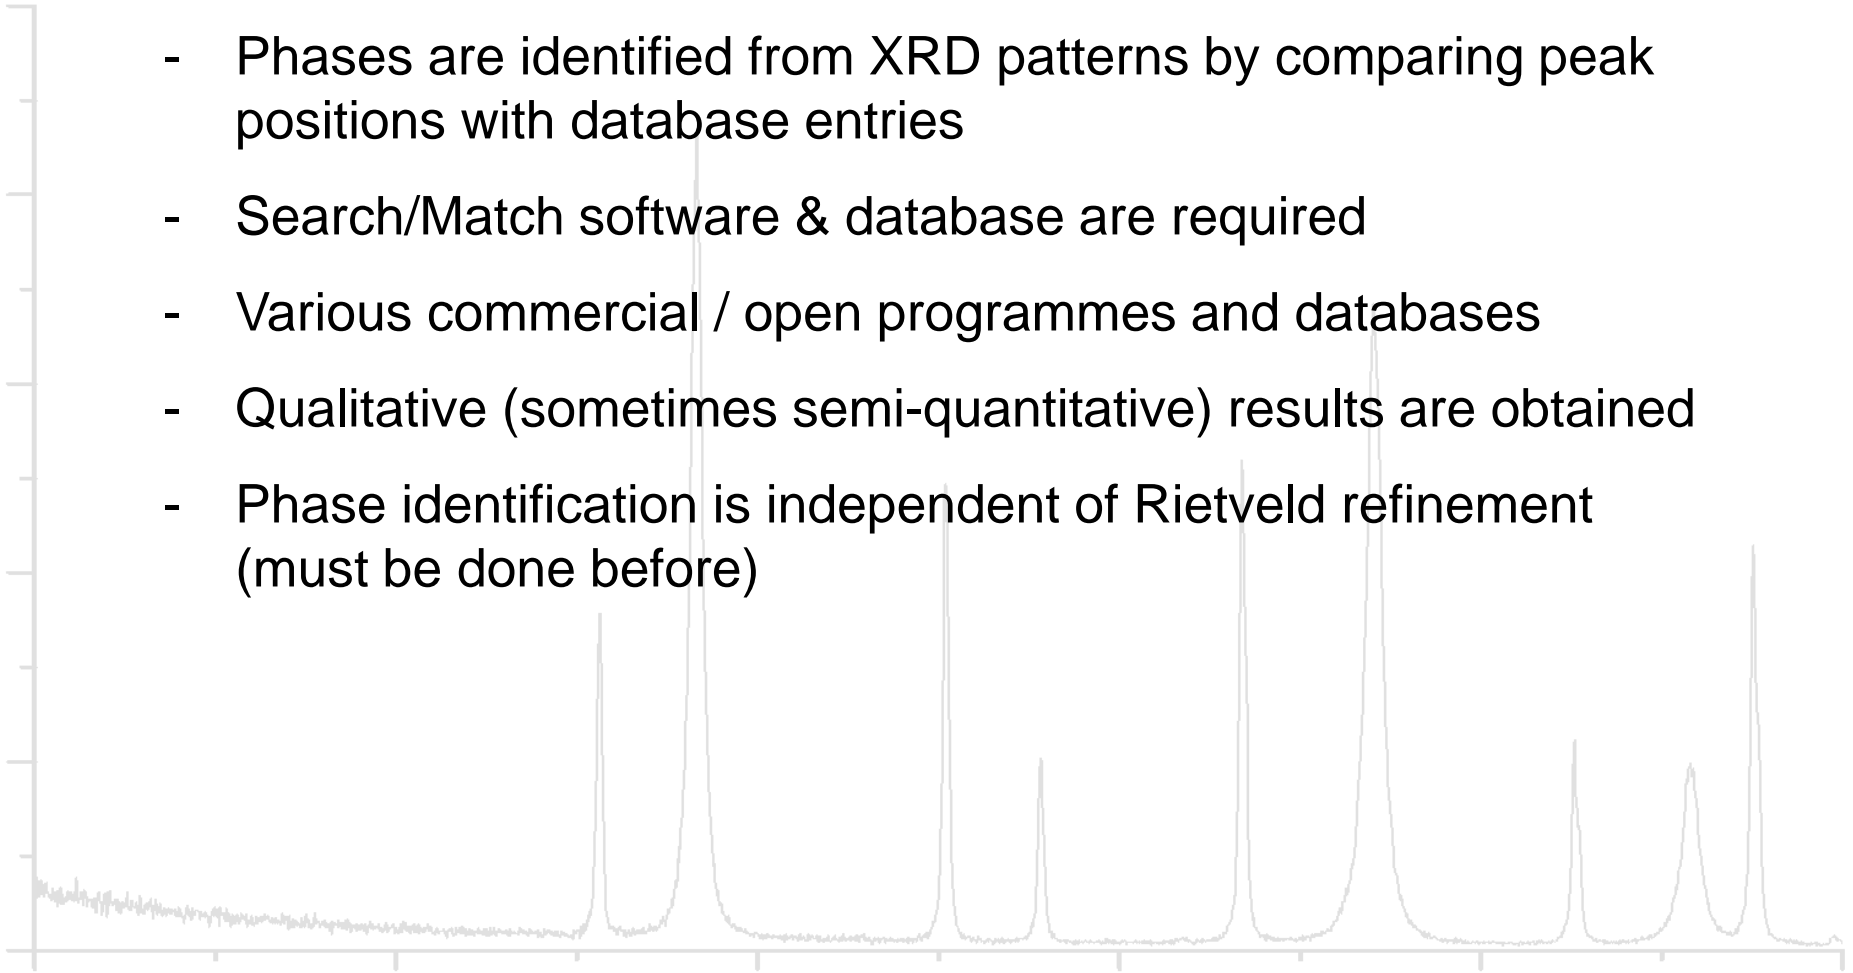 - Phases are identified from XRD patterns by comparing peak
positions with database entries
- Search/Match software & database are required
- Various commercial / open programmes and databases
- Qualitative (sometimes semi-quantitative) results are obtained
- Phase identification is independent of Rietveld refinement
(must be done before)